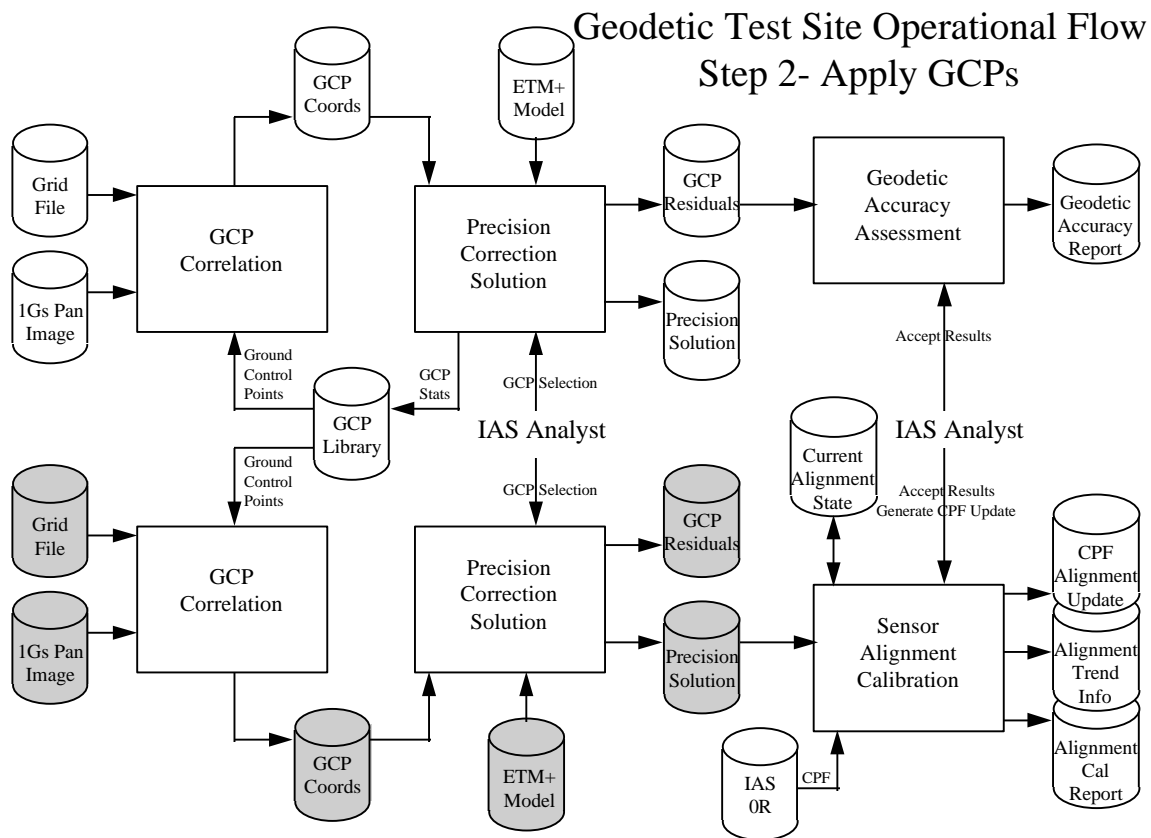 Geodetic Test Site Operational Flow
Step 2- Apply GCPs
GCP
Coords
ETM+
Model
Grid
File
1Gs Pan
Image
GCP
Correlation
Precision
Correction
Solution
GCP
Residuals
Precision
Solution
Geodetic
Accuracy
Assessment
Geodetic
Accuracy
Report
Ground
Control
Points
GCP
Stats
GCP Selection
Accept Results
GCP
Library
IAS Analyst
IAS Analyst
Ground
Control
Points
GCP Selection
Current
Alignment
State
Accept Results
Generate CPF Update
Grid
File
1Gs Pan
Image
GCP
Correlation
Precision
Correction
Solution
GCP
Residuals
Precision
Solution
Sensor
Alignment
Calibration
CPF
Alignment
Update
Alignment
Trend
Info
Alignment
Cal
Report
GCP
Coords
ETM+
Model
IAS
0R
CPF